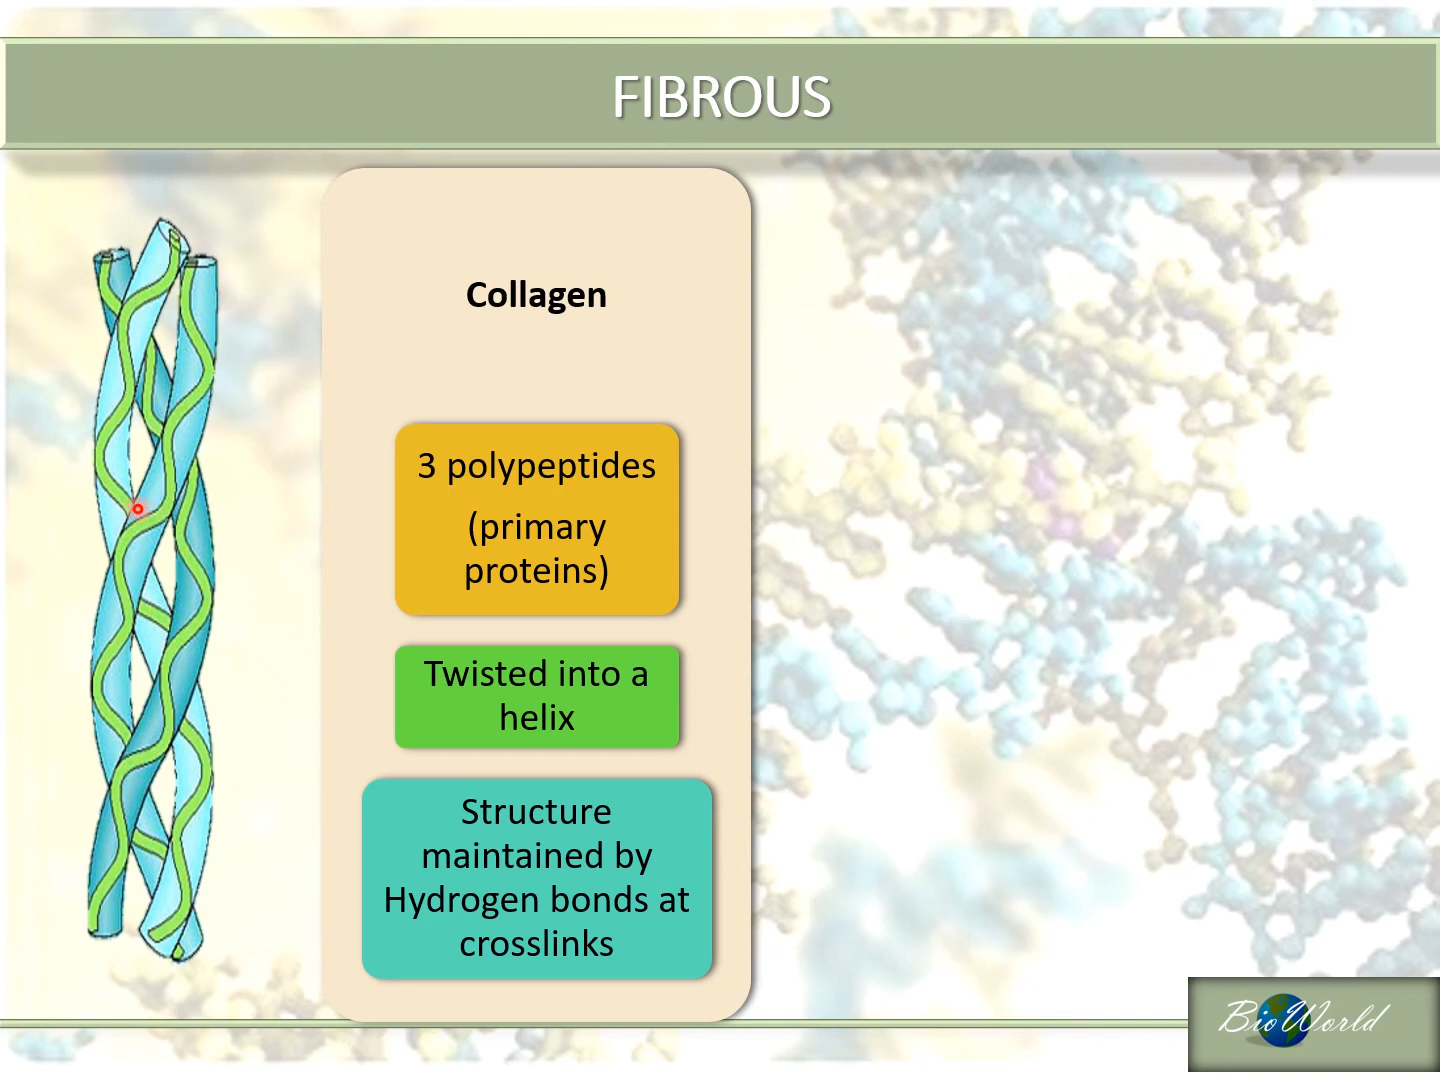 FIBROUS
Collagen
3 polypeptides
(primary
proteins)
Twisted into a
helix
Structure
maintained by
Hydrogen bonds at
crosslinks
BioWorld